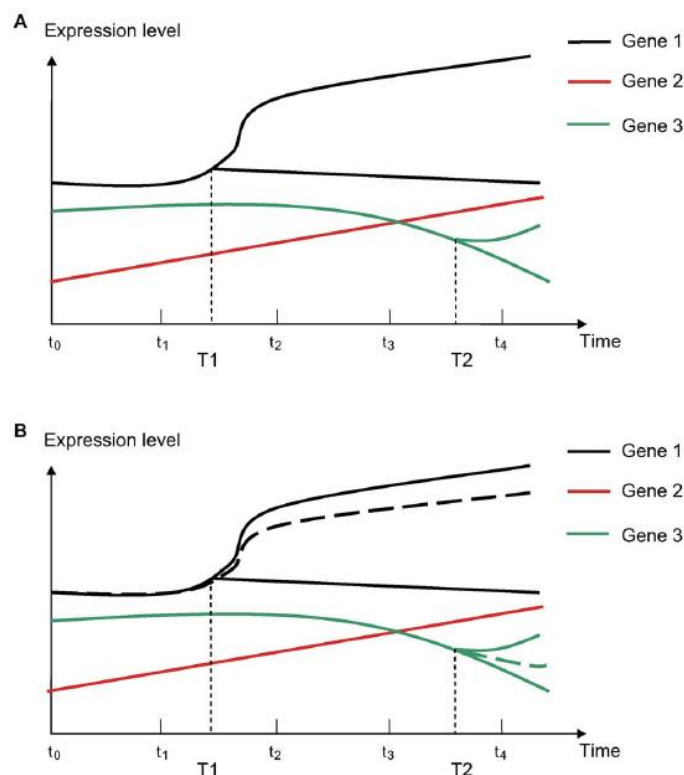 A
Expression level
Gene 1
Gene 2
Gene 3
t0 t1 t2 t3 t4 Time
T1 T2
B
Expression level
Gene 1
Gene 2
Gene 3
t0 t1 t2 t3 t4 Time
T1 T2